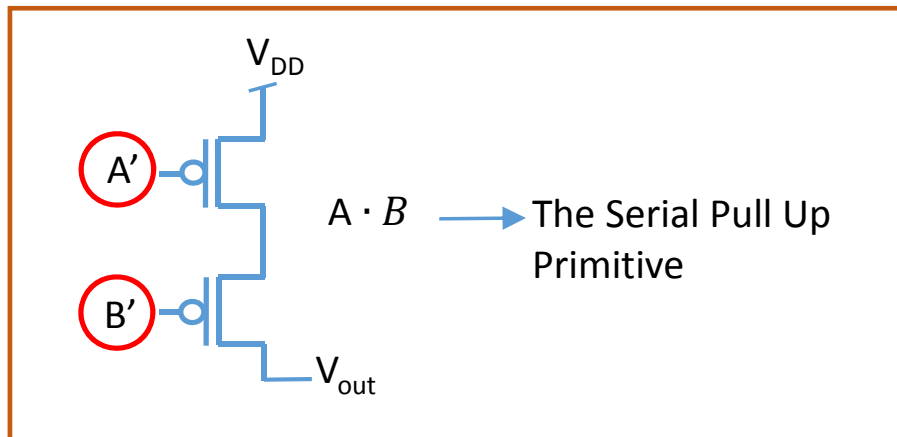 V_DD
A’
A · B
The Serial Pull Up
Primitive
B’
V_out